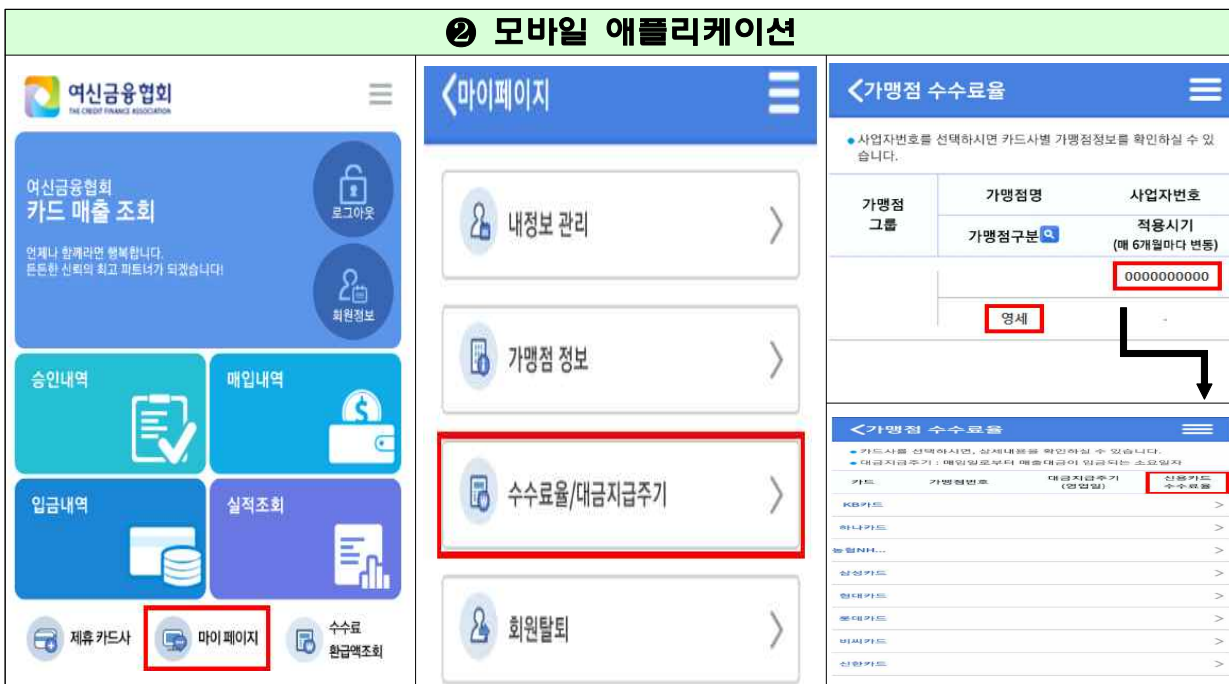 ❷ 모바일 애플리케이션
여신금융협회
THE CREDIT FINANCE ASSOCIATION
여신금융협회
카드 매출 조회
언제나 함께라면 행복합니다.
든든한 신뢰의 최고 파트너가 되겠습니다!
로그아웃
회원정보
승인내역
매입내역
입금내역
실적조회
제휴 카드사
마이 페이지
수수료
환급액조회
마이페이지
내정보 관리
가맹점 정보
수수료율/대금지급주기
회원탈퇴
가맹점 수수료율
사업자번호를 선택하시면 카드사별 가맹점정보를 확인하실 수 있
습니다.
가맹점
그룹
가맹점명
사업자번호
가맹점구분
적용시기
(매 6개월마다 변동)
0000000000
영세
-
가맹점 수수료율
카드사를 선택하시면, 상세내용을 확인하실 수 있습니다.
대금지급주기 : 매입일로부터 매출대금이 입금되는 소요일자
카드
가맹점번호
대금지급주기
(영업일)
신용카드
수수료율
KB카드
하나카드
농협NH...
삼성카드
현대카드
롯데카드
비씨카드
신한카드